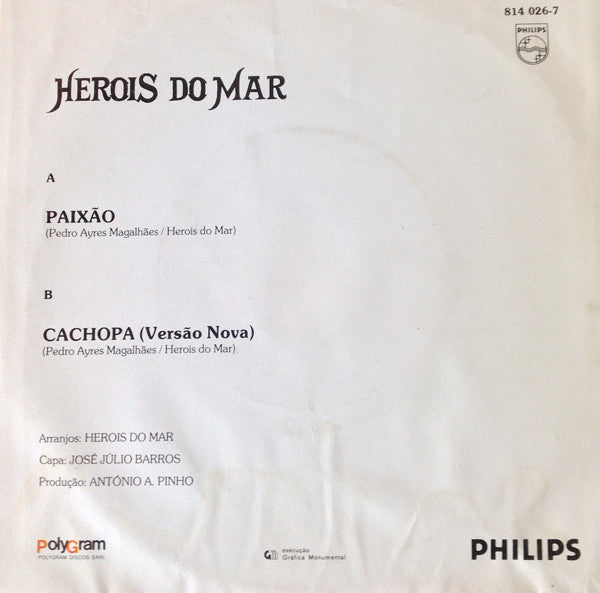 814 026-7
PHILIPS
HEROIS DO MAR
A
PAIXÃO
(Pedro Ayres Magalhães / Herois do Mar)
B
CACHOPA (Versão Nova)
(Pedro Ayres Magalhães / Herois do Mar)
Arranjos: HEROIS DO MAR
Capa: JOSÉ JÚLIO BARROS
Produção: ANTÓNIO A. PINHO
PolyGram
POLYGRAM DISCOS SARL
execução
Gráfica Monumental
PHILIPS